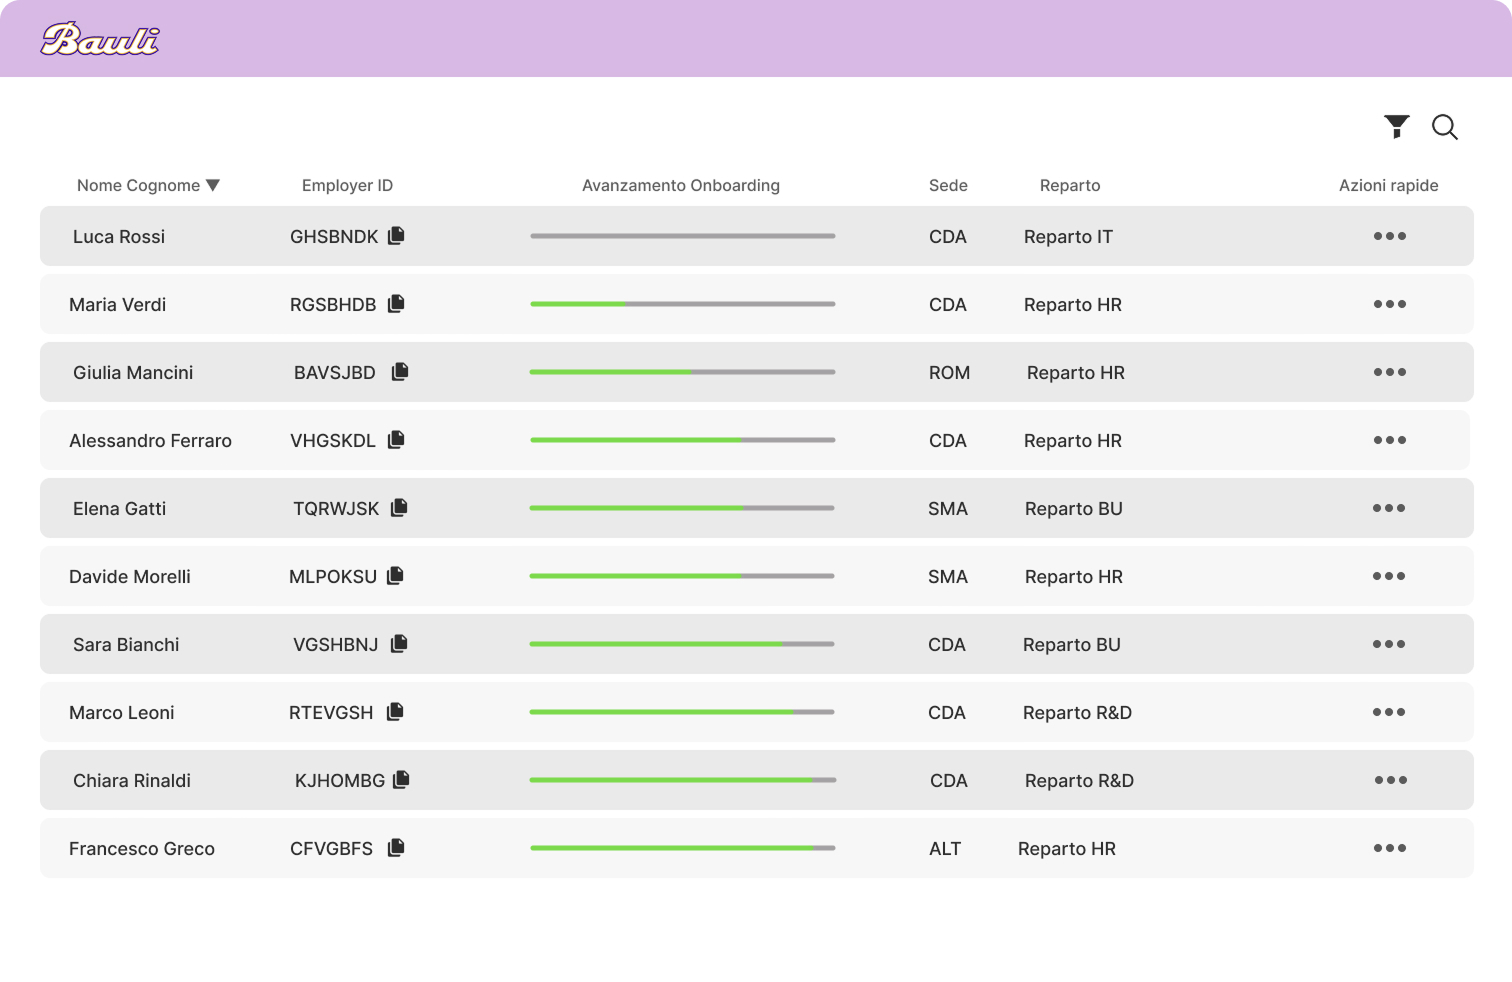 Bauli
Nome Cognome ▼ Employer ID Avanzamento Onboarding Sede Reparto Azioni rapide
Luca Rossi GHSBNDK CDA Reparto IT
Maria Verdi RGSBHDB CDA Reparto HR
Giulia Mancini BAVSJBD ROM Reparto HR
Alessandro Ferraro VHGSKDL CDA Reparto HR
Elena Gatti TQRWJSK SMA Reparto BU
Davide Morelli MLPOKSU SMA Reparto HR
Sara Bianchi VGSHBNJ CDA Reparto BU
Marco Leoni RTEVGSH CDA Reparto R&D
Chiara Rinaldi KJHOMBG CDA Reparto R&D
Francesco Greco CFVGBFS ALT Reparto HR